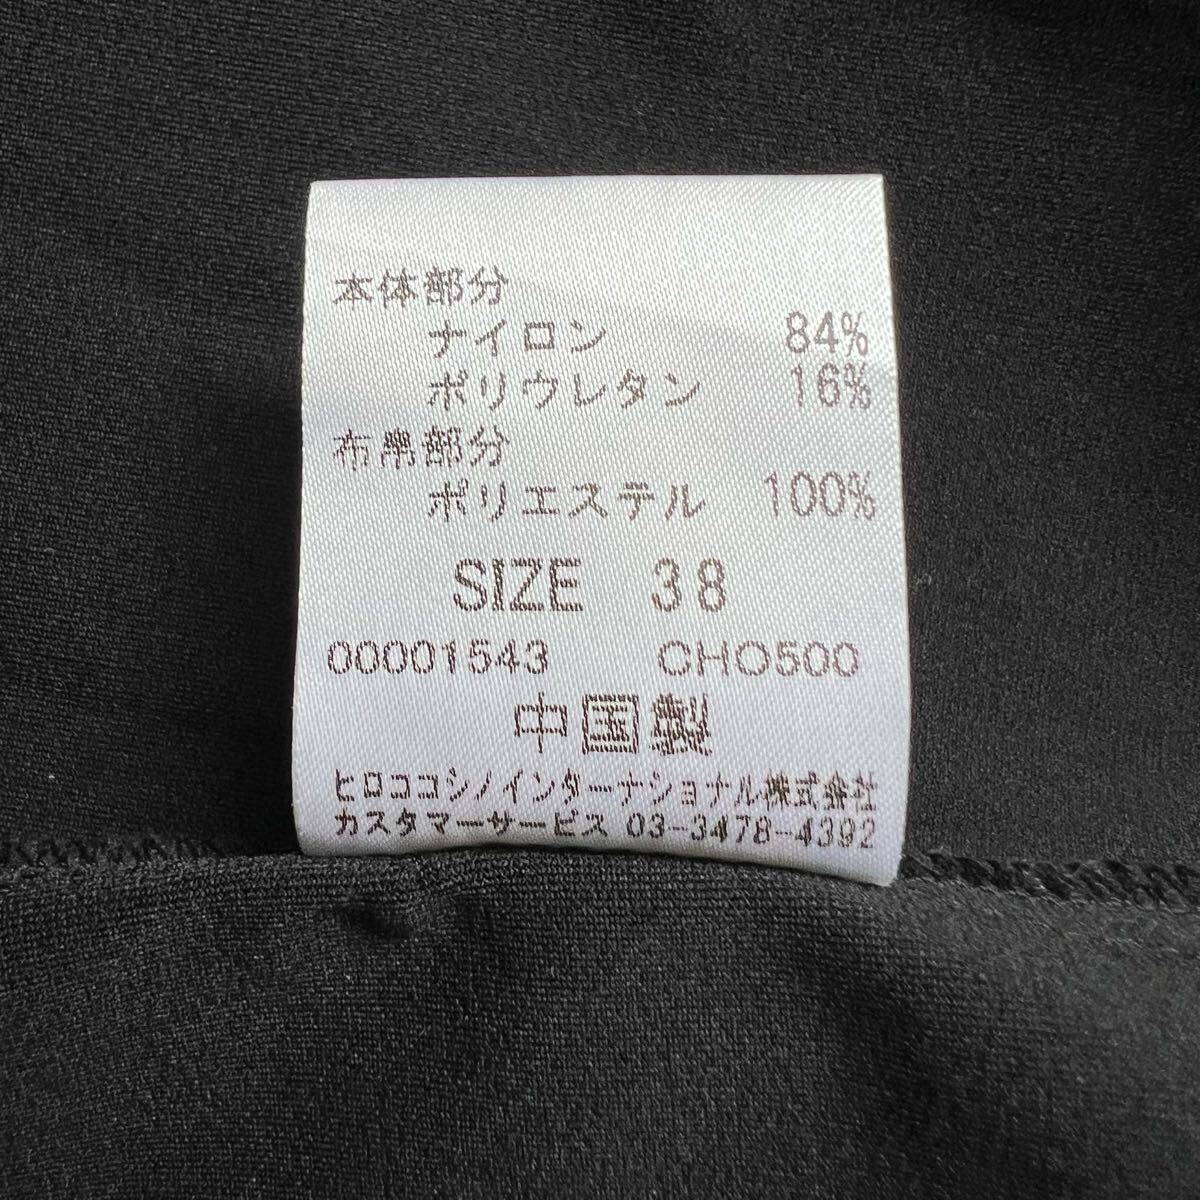 本体部分
ナイロン 84%
ポリウレタン 16%
布帛部分
ポリエステル 100%
SIZE 38
00001543 CHO500
中国製
ヒロココシノインターナショナル株式会社
カスタマーサービス 03-3478-4392